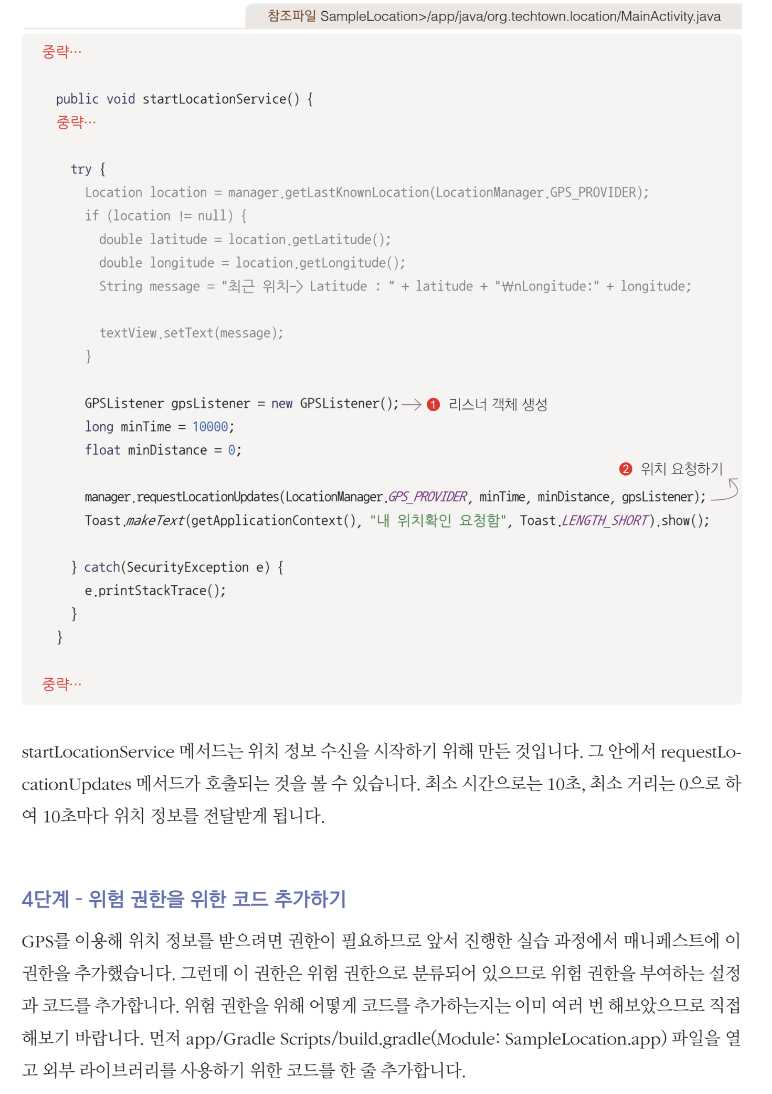 참조파일 SampleLocation>/app/java/org.techtown.location/MainActivity.java
중략…
public void startLocationService() {
중략…
try {
Location location = manager.getLastKnownLocation(LocationManager.GPS_PROVIDER);
if (location != null) {
double latitude = location.getLatitude();
double longitude = location.getLongitude();
String message = "최근 위치-> Latitude : " + latitude + "₩nLongitude:" + longitude;
textView.setText(message);
}
GPSListener gpsListener = new GPSListener(); → 1 리스너 객체 생성
long minTime = 10000;
float minDistance = 0;
2 위치 요청하기
manager.requestLocationUpdates(LocationManager.GPS_PROVIDER, minTime, minDistance, gpsListener);
Toast.makeText(getApplicationContext(), "내 위치확인 요청함", Toast.LENGTH_SHORT).show();
} catch(SecurityException e) {
e.printStackTrace();
}
}
중략…
startLocationService 메서드는 위치 정보 수신을 시작하기 위해 만든 것입니다. 그 안에서 requestLo-
cationUpdates 메서드가 호출되는 것을 볼 수 있습니다. 최소 시간으로는 10초, 최소 거리는 0으로 하
여 10초마다 위치 정보를 전달받게 됩니다.
4단계 - 위험 권한을 위한 코드 추가하기
GPS를 이용해 위치 정보를 받으려면 권한이 필요하므로 앞서 진행한 실습 과정에서 매니페스트에 이
권한을 추가했습니다. 그런데 이 권한은 위험 권한으로 분류되어 있으므로 위험 권한을 부여하는 설정
과 코드를 추가합니다. 위험 권한을 위해 어떻게 코드를 추가하는지는 이미 여러 번 해보았으므로 직접
해보기 바랍니다. 먼저 app/Gradle Scripts/build.gradle(Module: SampleLocation.app) 파일을 열
고 외부 라이브러리를 사용하기 위한 코드를 한 줄 추가합니다.